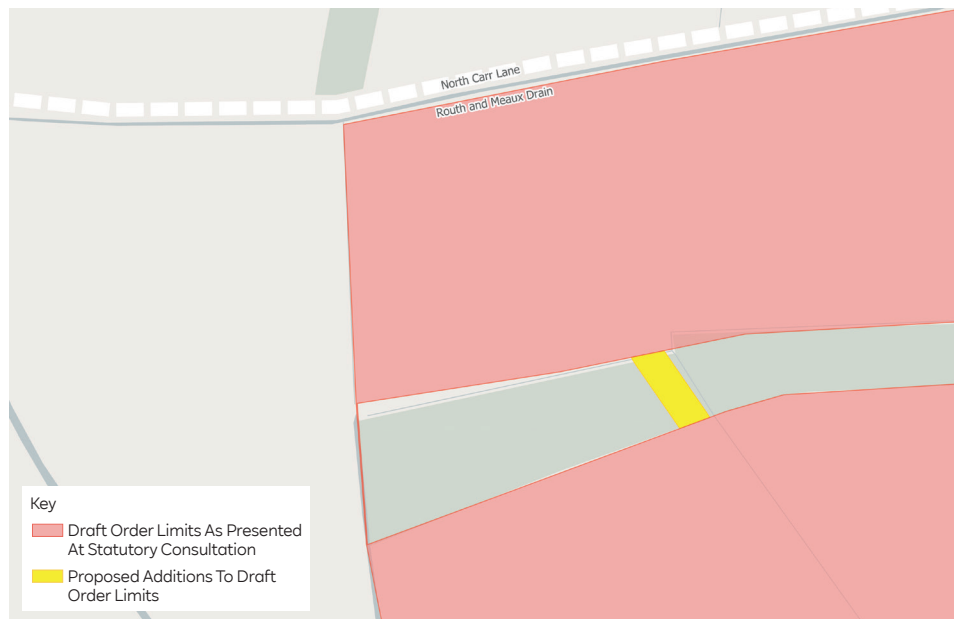 North Carr Lane
Routh and Meaux Drain
Key
Draft Order Limits As Presented
At Statutory Consultation
Proposed Additions To Draft
Order Limits